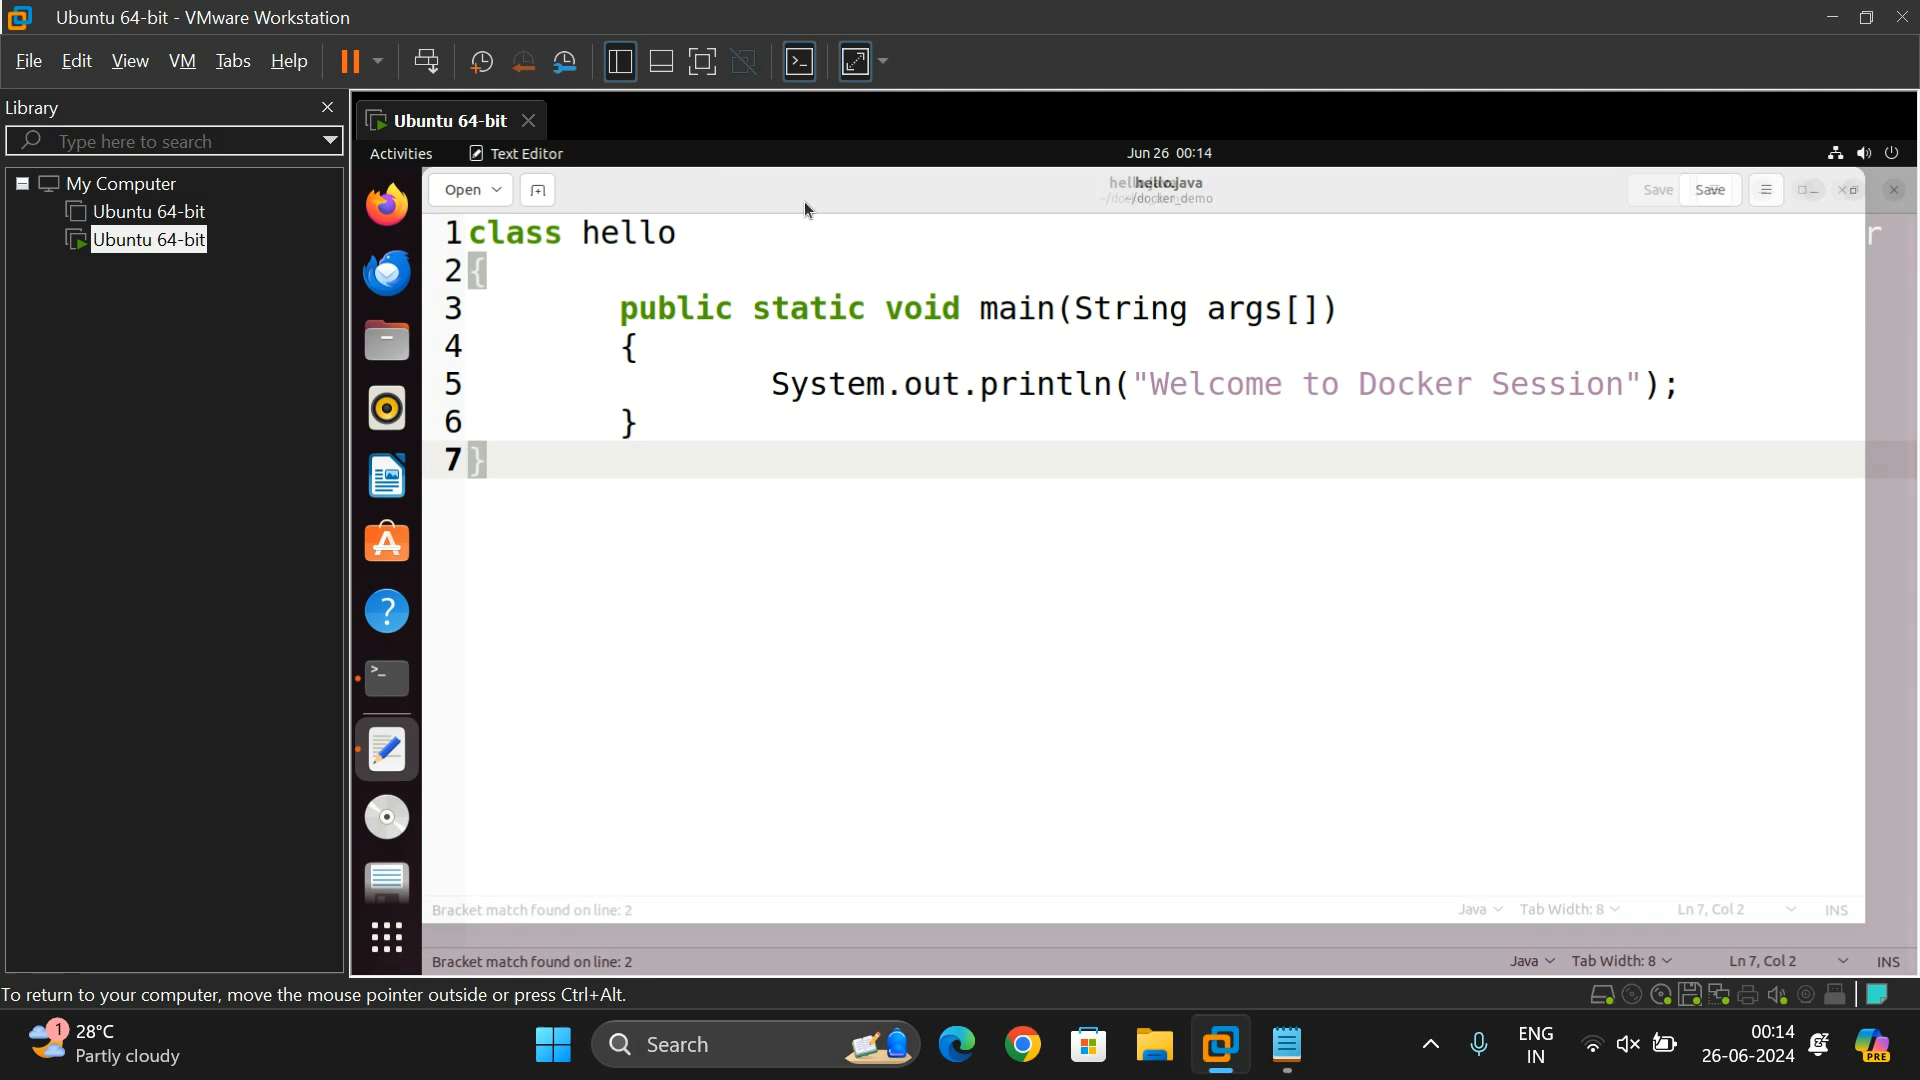 Ubuntu 64-bit - VMware Workstation
File Edit View VM Tabs Help
Library
Type here to search
My Computer
Ubuntu 64-bit
Ubuntu 64-bit
Ubuntu 64-bit
Activities Text Editor Jun 26 00:14
Open hello.java Save Save
~/docker_demo
1 class hello
2 {
3 public static void main(String args[])
4 {
5 System.out.println("Welcome to Docker Session");
6 }
7 }
Bracket match found on line: 2 Java Tab Width: 8 Ln 7, Col 2 INS
Bracket match found on line: 2 Java Tab Width: 8 Ln 7, Col 2 INS
To return to your computer, move the mouse pointer outside or press Ctrl+Alt.
1 28°C
Partly cloudy
Search
ENG
IN
00:14
26-06-2024
PRE